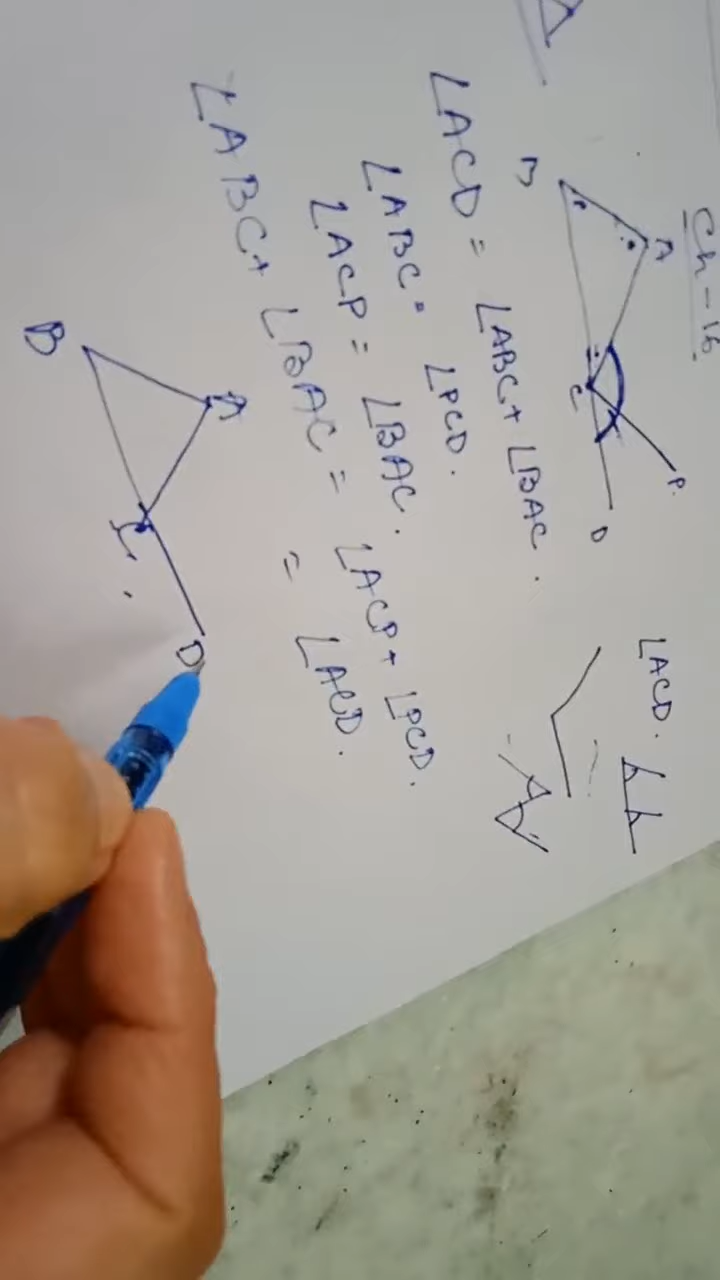 Ch-16
A
B
C
P.
D
∠ACD = ∠ABC + ∠BAC.
∠ABC = ∠PCD.
∠ACP = ∠BAC.
∠ABC + ∠BAC = ∠ACP + ∠PCD.
= ∠ACD.
∠ACD.
B
A
C
D